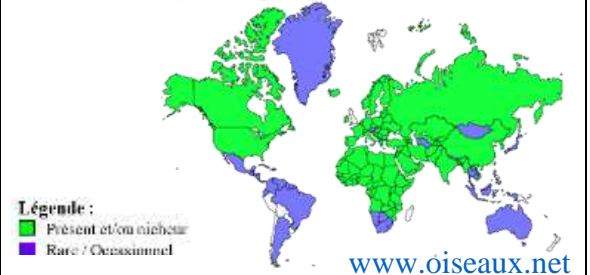 Légende :
Présent et/ou nicheur
Rare / Occasionnel
www.oiseaux.net